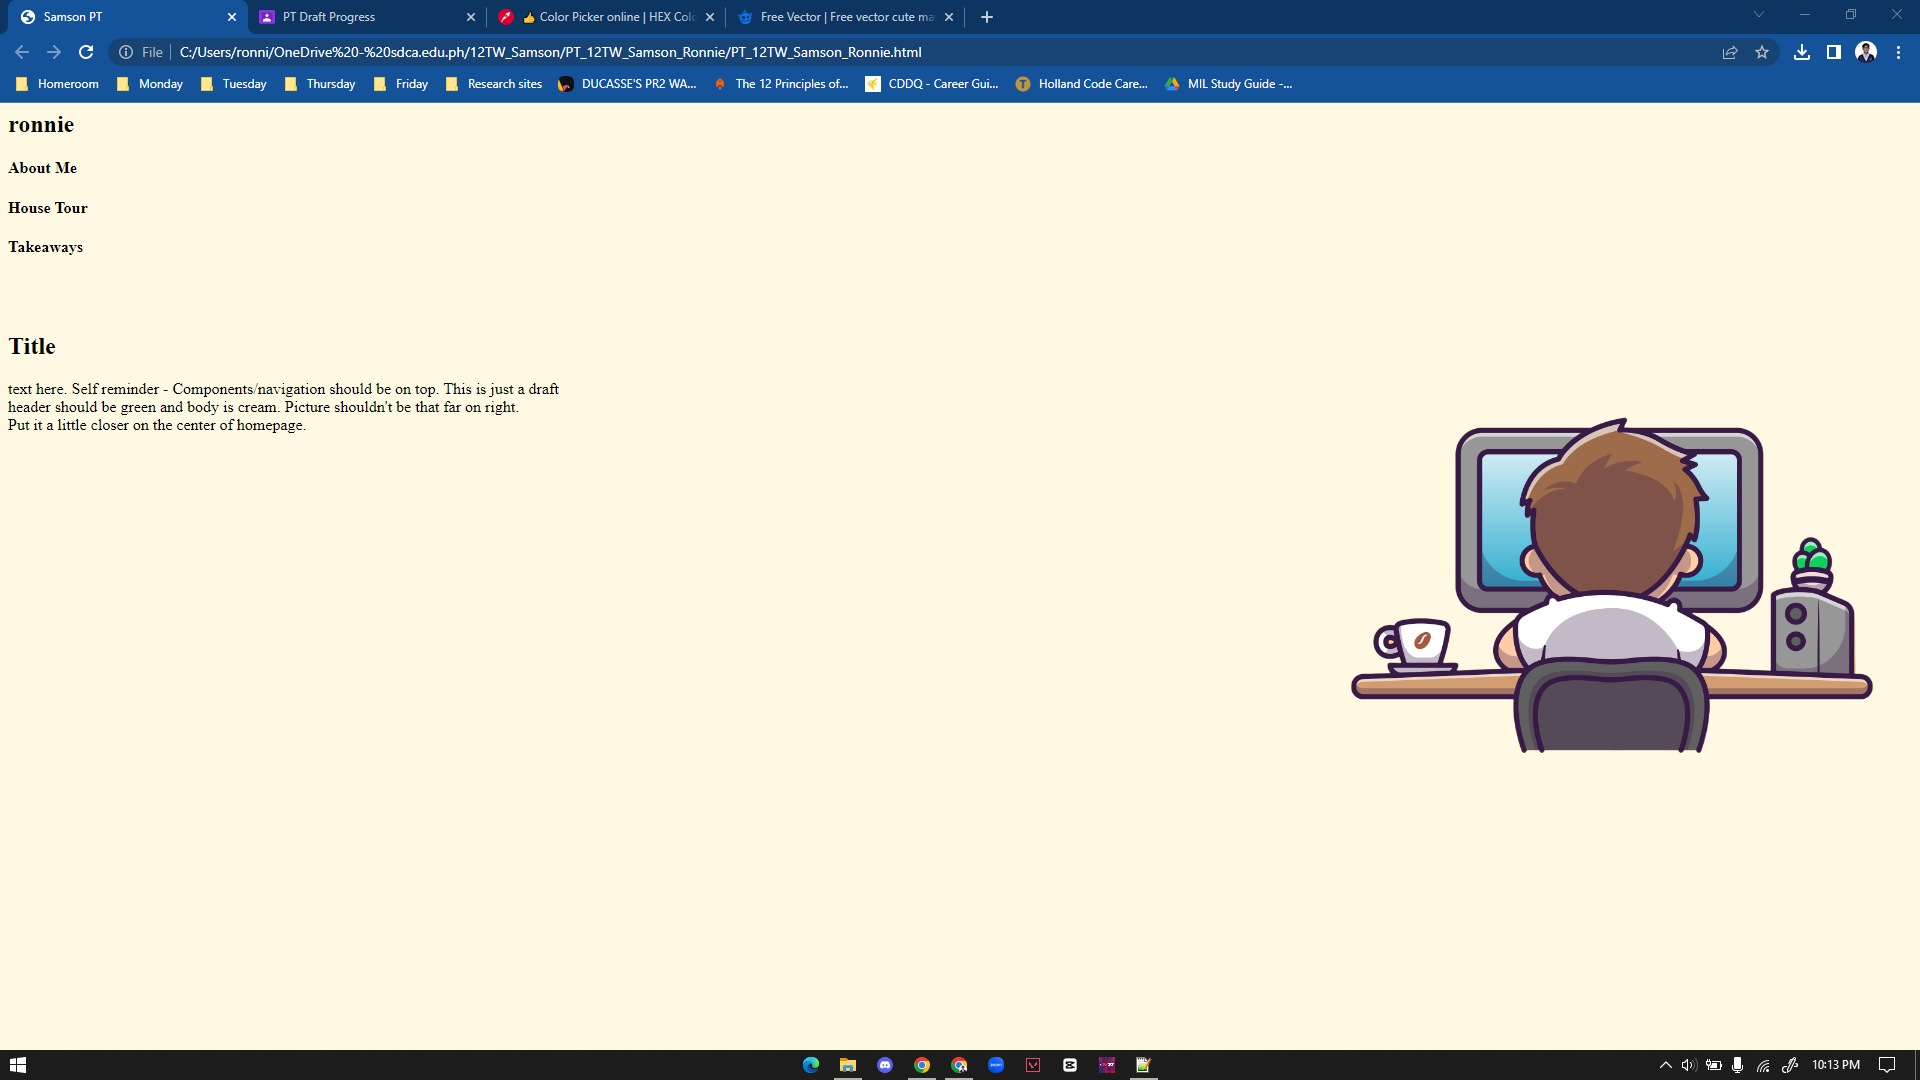 Samson PT
PT Draft Progress
Color Picker online | HEX Colo
Free Vector | Free vector cute ma
File
C:/Users/ronni/OneDrive%20-%20sdca.edu.ph/12TW_Samson/PT_12TW_Samson_Ronnie/PT_12TW_Samson_Ronnie.html
Homeroom
Monday
Tuesday
Thursday
Friday
Research sites
DUCASSE'S PR2 WA...
The 12 Principles of...
CDDQ - Career Gui...
T
Holland Code Care...
MIL Study Guide -...
ronnie
About Me
House Tour
Takeaways
Title
text here. Self reminder - Components/navigation should be on top. This is just a draft
header should be green and body is cream. Picture shouldn't be that far on right.
Put it a little closer on the center of homepage.
10:13 PM